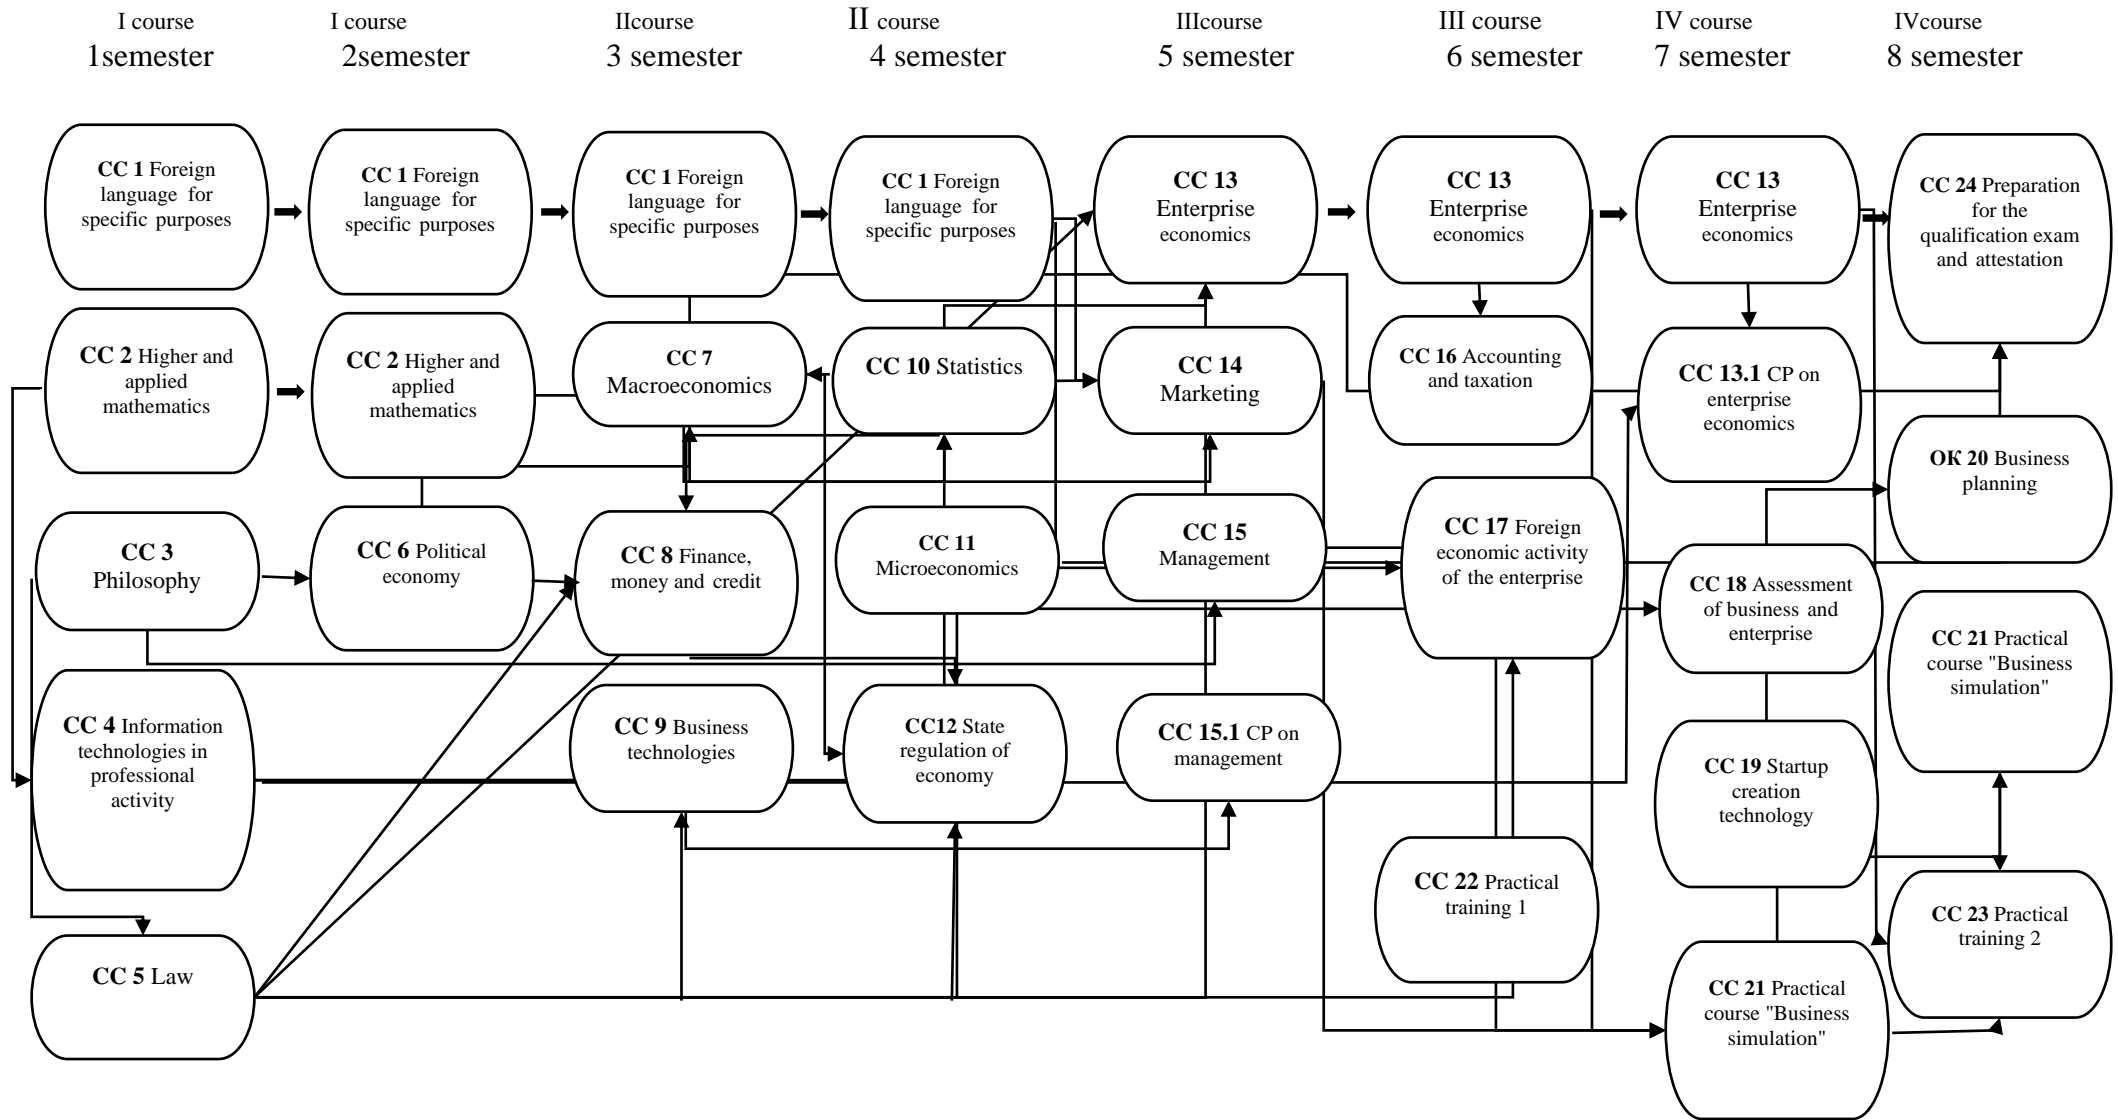 I course
1semester
I course
2semester
IIcourse
3 semester
II course
4 semester
IIIcourse
5 semester
III course
6 semester
IV course
7 semester
IVcourse
8 semester
CC 1 Foreign
language for
specific purposes
CC 1 Foreign
language for
specific purposes
CC 1 Foreign
language for
specific purposes
CC 1 Foreign
language for
specific purposes
CC 13
Enterprise
economics
CC 13
Enterprise
economics
CC 13
Enterprise
economics
CC 24 Preparation
for the
qualification exam
and attestation
CC 2 Higher and
applied
mathematics
CC 2 Higher and
applied
mathematics
CC 7
Macroeconomics
CC 10 Statistics
CC 14
Marketing
CC 16 Accounting
and taxation
CC 13.1 CP on
enterprise
economics
ОК 20 Business
planning
CC 3
Philosophy
CC 6 Political
economy
CC 8 Finance,
money and credit
CC 11
Microeconomics
CC 15
Management
CC 17 Foreign
economic activity
of the enterprise
CC 18 Assessment
of business and
enterprise
CC 21 Practical
course "Business
simulation"
CC 4 Information
technologies in
professional
activity
CC 9 Business
technologies
CC12 State
regulation of
economy
CC 15.1 CP on
management
CC 19 Startup
creation
technology
CC 22 Practical
training 1
CC 23 Practical
training 2
CC 5 Law
CC 21 Practical
course "Business
simulation"